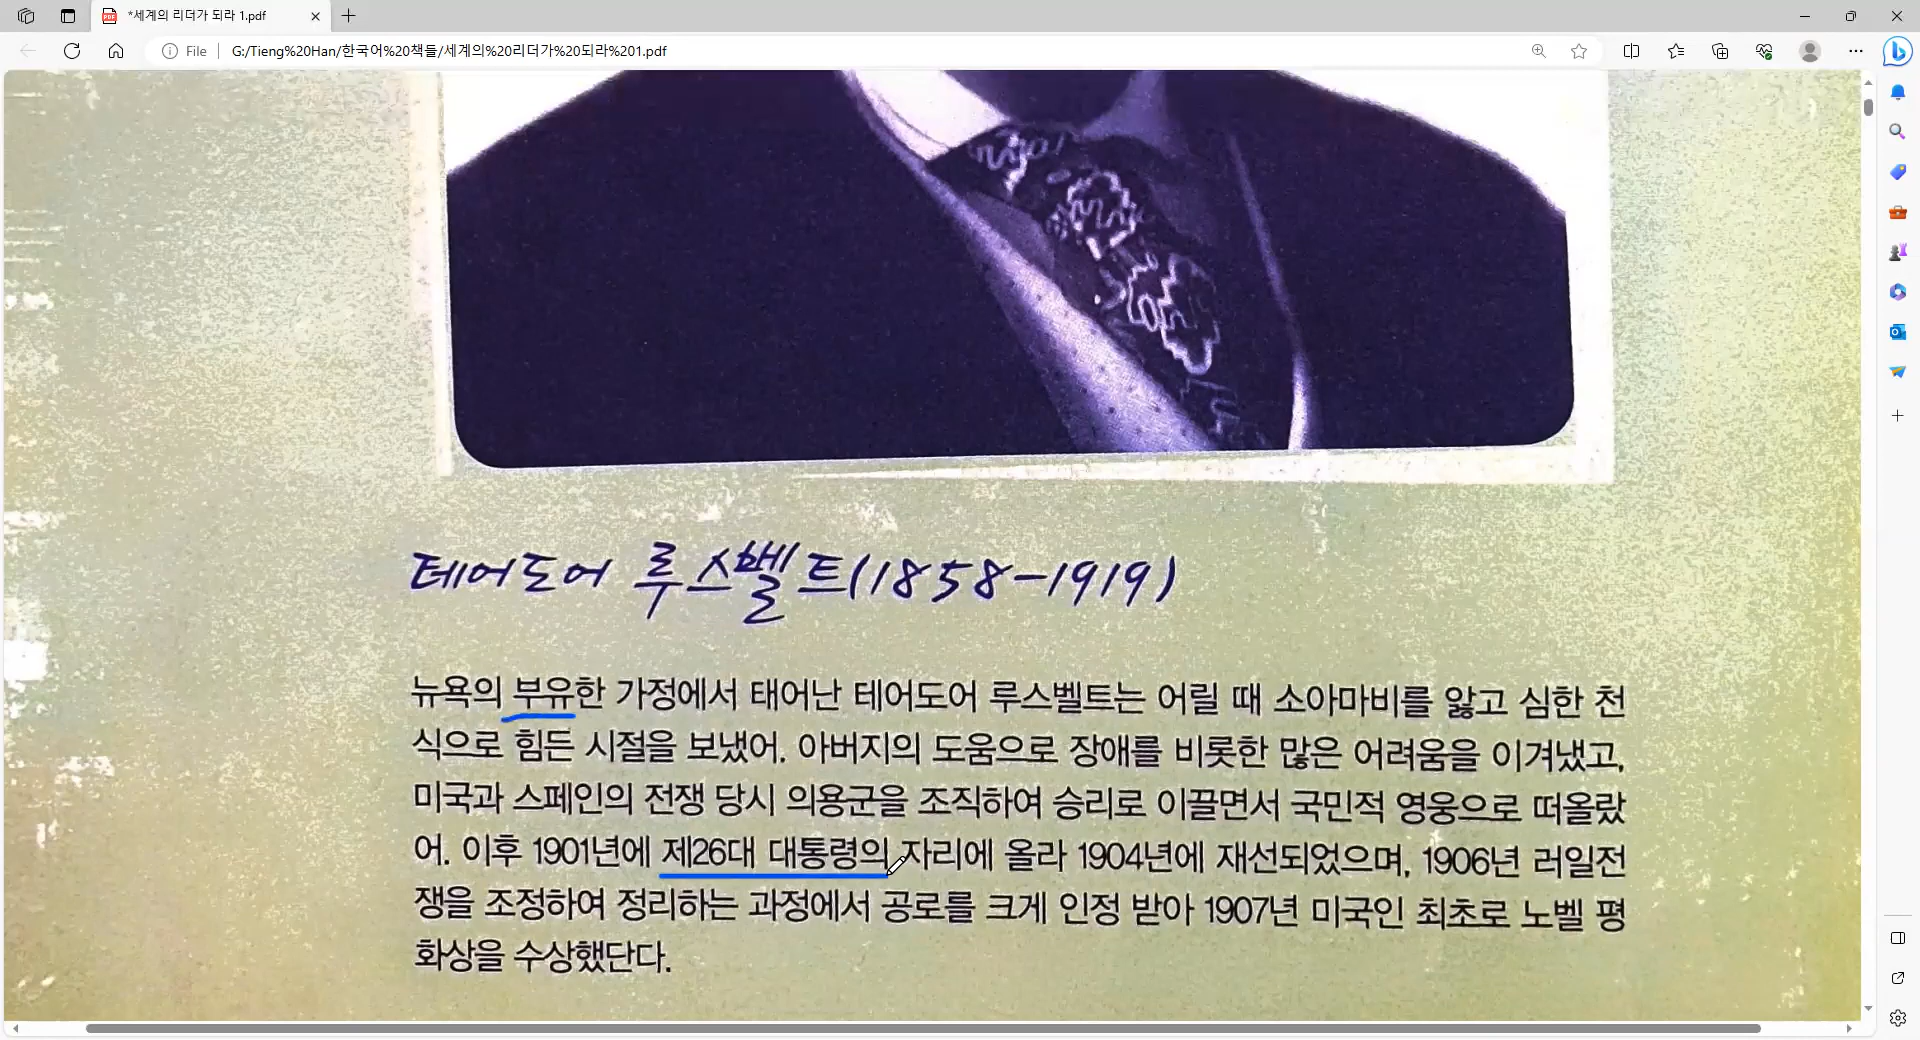 *세계의 리더가 되라 1.pdf
File
G:/Tieng%20Han/한국어%20책들/세계의%20리더가%20되라%201.pdf
테어도어 루스벨트(1858-1919)
뉴욕의 부유한 가정에서 태어난 테어도어 루스벨트는 어릴 때 소아마비를 앓고 심한 천
식으로 힘든 시절을 보냈어. 아버지의 도움으로 장애를 비롯한 많은 어려움을 이겨냈고,
미국과 스페인의 전쟁 당시 의용군을 조직하여 승리로 이끌면서 국민적 영웅으로 떠올랐
어. 이후 1901년에 제26대 대통령의 자리에 올라 1904년에 재선되었으며, 1906년 러일전
쟁을 조정하여 정리하는 과정에서 공로를 크게 인정 받아 1907년 미국인 최초로 노벨 평
화상을 수상했단다.